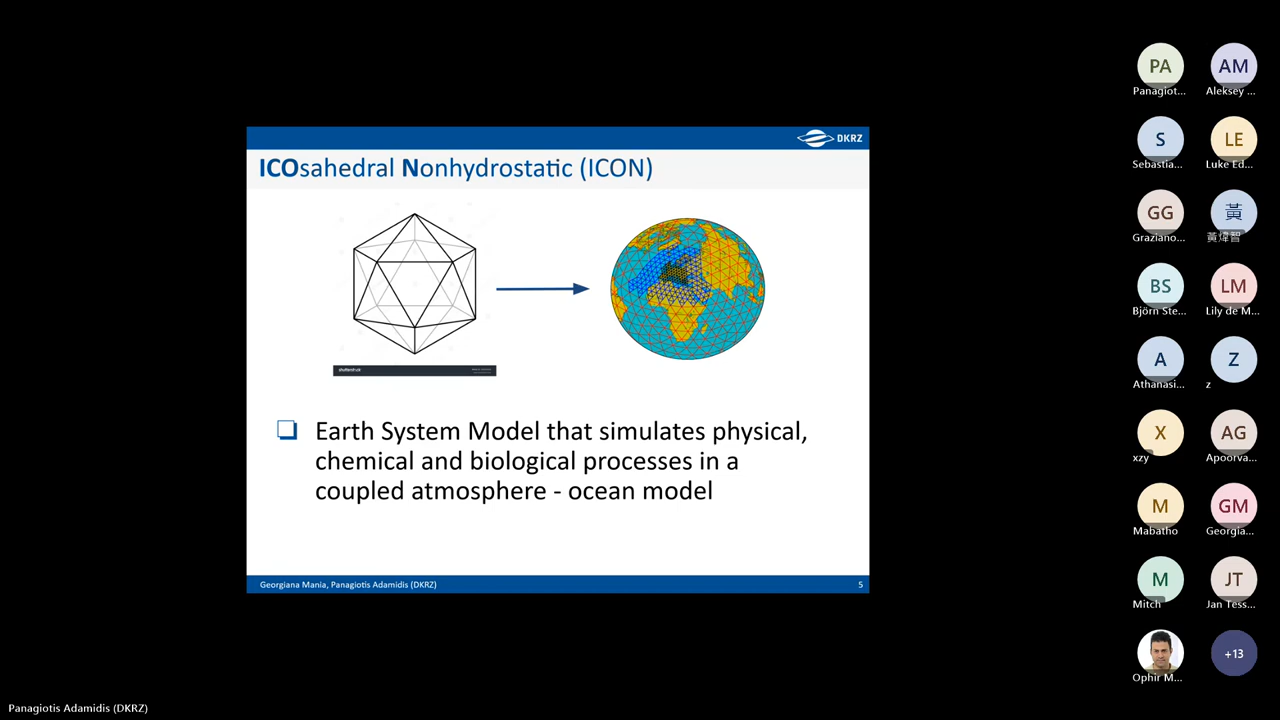 DKRZ
ICOsahedral Nonhydrostatic (ICON)
shutterstock
❑ Earth System Model that simulates physical,
chemical and biological processes in a
coupled atmosphere - ocean model
Georgiana Mania, Panagiotis Adamidis (DKRZ)
5
PA
Panagiot...
AM
Aleksey ...
S
Sebastia...
LE
Luke Ed...
GG
Graziano...
黃
黃煒智
BS
Björn Ste...
LM
Lily de M...
A
Athanasi...
Z
z
X
xzy
AG
Apoorva...
M
Mabatho
GM
Georgia...
M
Mitch
JT
Jan Tess...
Ophir M...
+13
Panagiotis Adamidis (DKRZ)